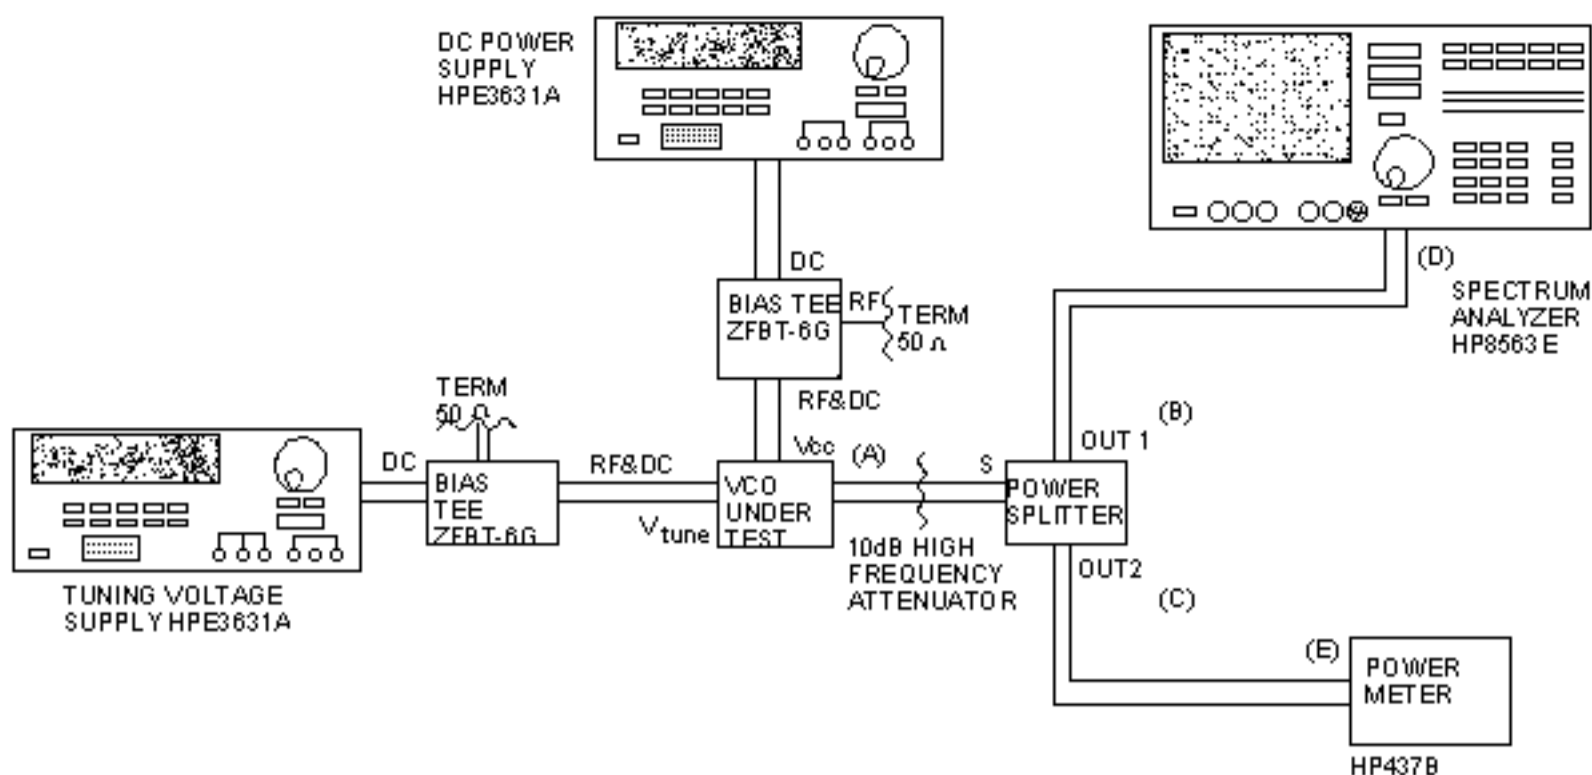 DC POWER
SUPPLY
HPE3631A
DC
BIAS TEE
ZFBT-6G
RF
TERM
50 Ω
RF&DC
Vcc
(D)
SPECTRUM
ANALYZER
HP8563E
TERM
50 Ω
DC
BIAS
TEE
ZFBT-6G
RF&DC
Vtune
VCO
UNDER
TEST
(A)
10dB HIGH
FREQUENCY
ATTENUATOR
S
POWER
SPLITTER
OUT 1
(B)
OUT2
(C)
TUNING VOLTAGE
SUPPLY HPE3631A
(E)
POWER
METER
HP437B